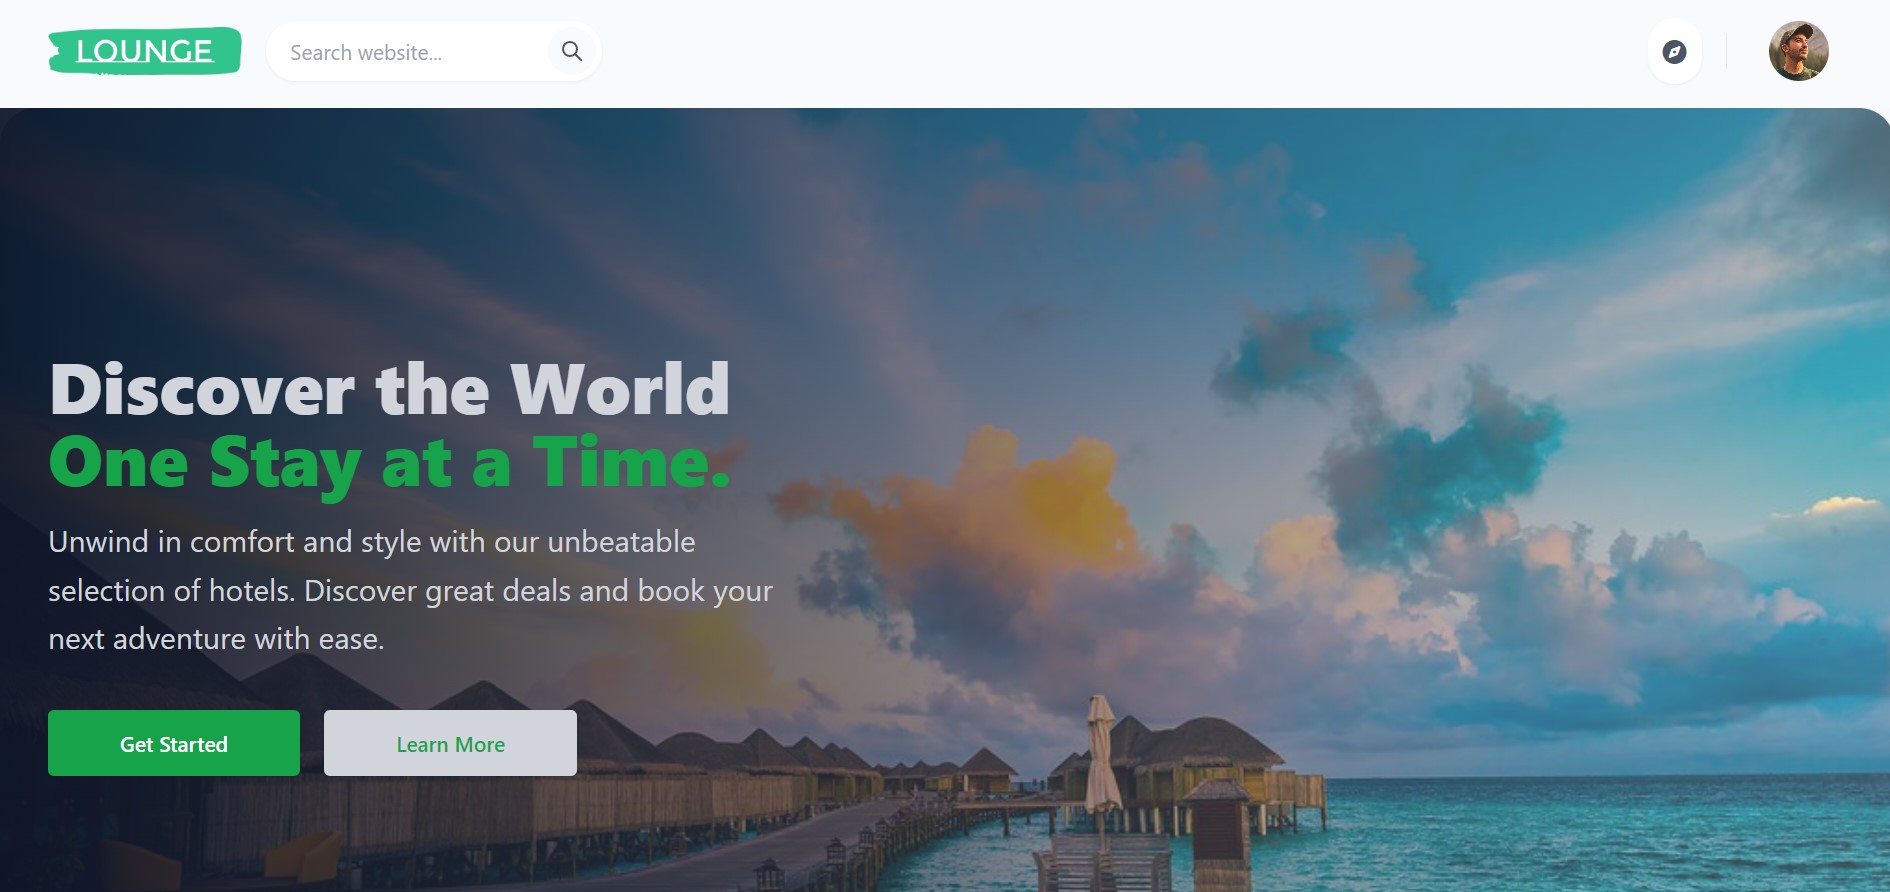 LOUNGE
Search website...
Discover the World
One Stay at a Time.
Unwind in comfort and style with our unbeatable
selection of hotels. Discover great deals and book your
next adventure with ease.
Get Started
Learn More